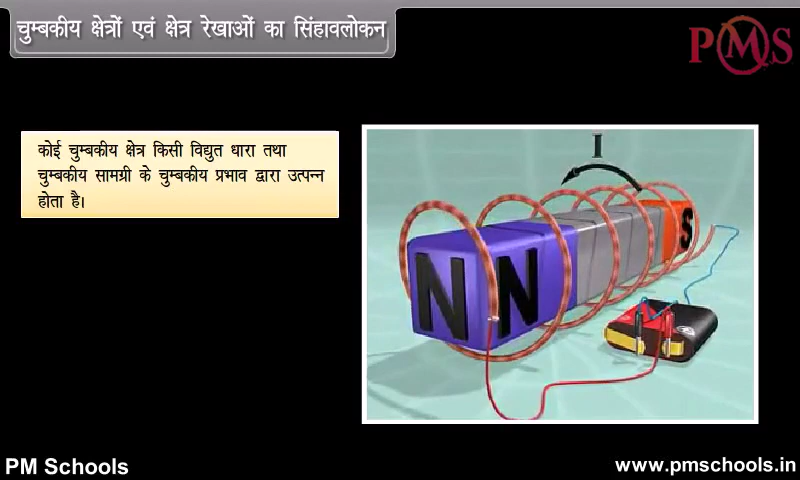 चुम्बकीय क्षेत्रों एवं क्षेत्र रेखाओं का सिंहावलोकन
PMS
कोई चुम्बकीय क्षेत्र किसी विद्युत धारा तथा
चुम्बकीय सामग्री के चुम्बकीय प्रभाव द्वारा उत्पन्न
होता है।
I
N N S
PM Schools
www.pmschools.in